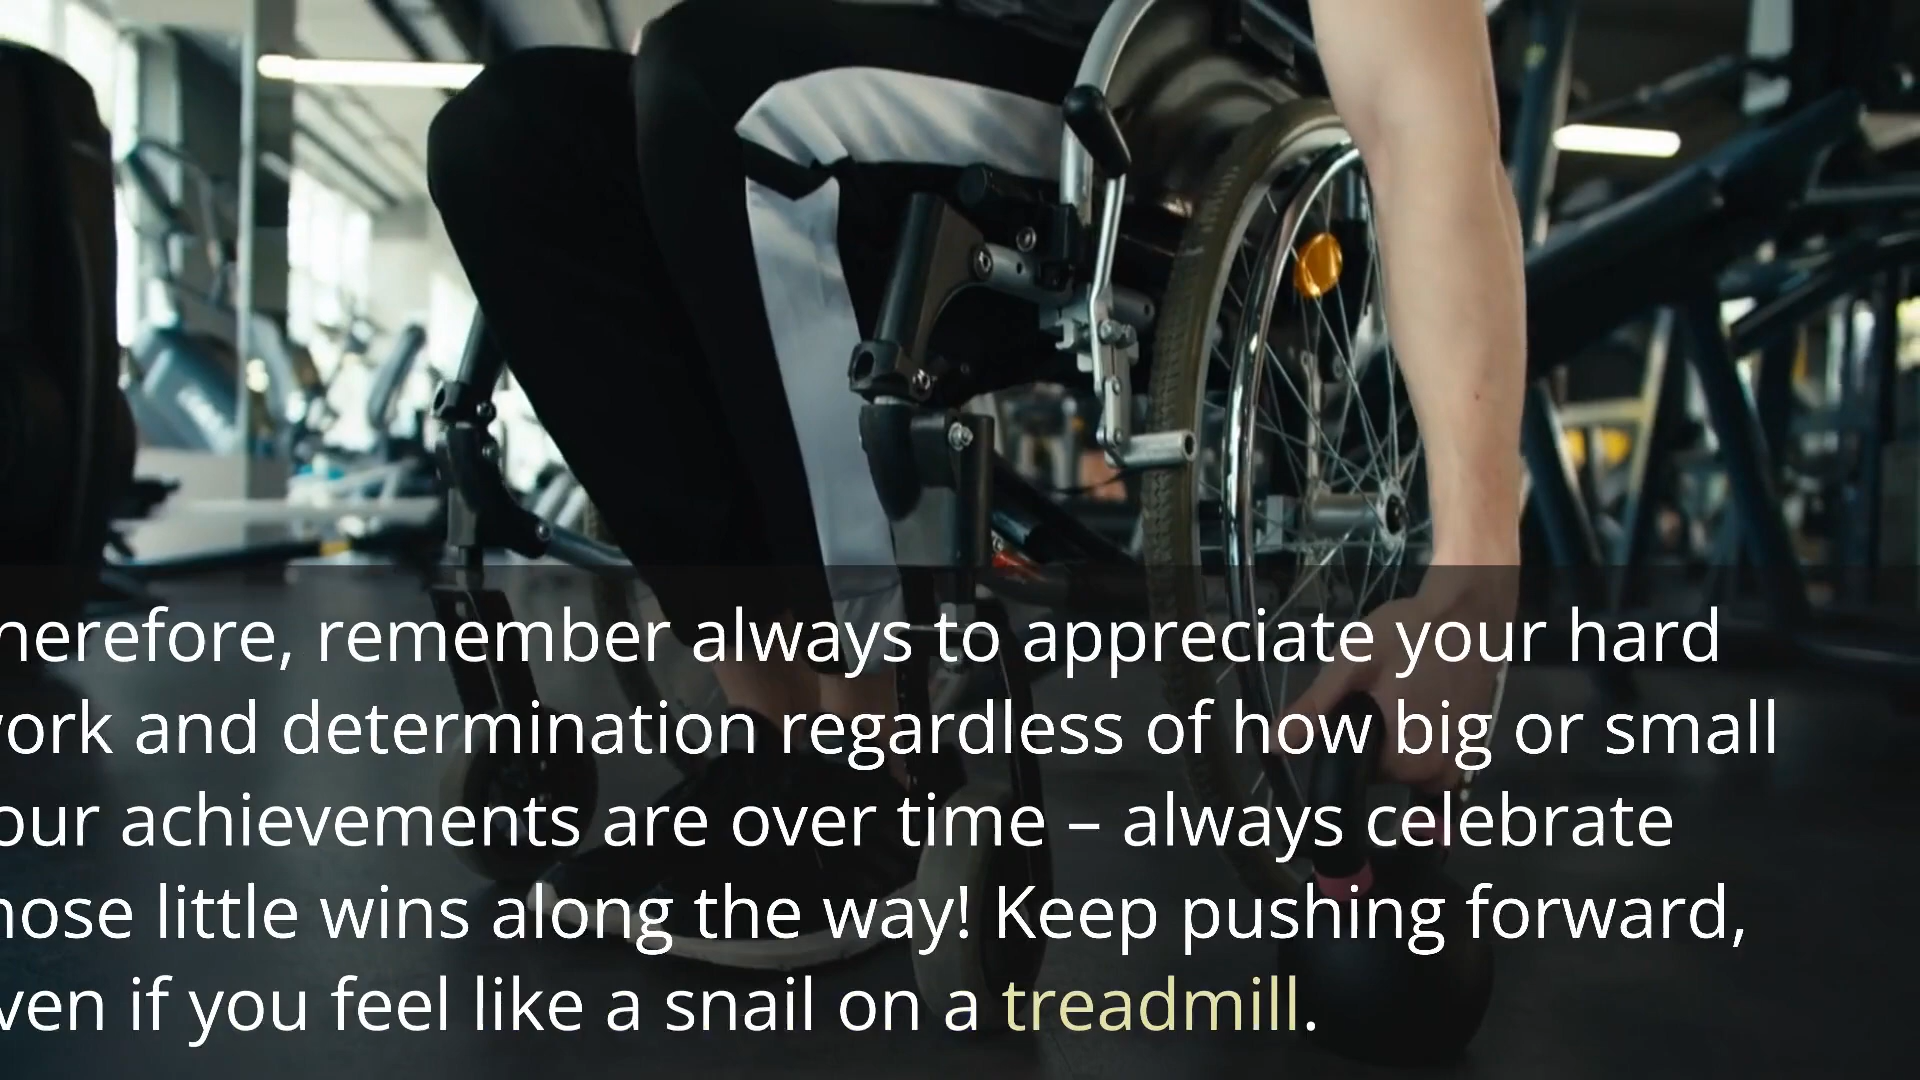 herefore, remember always to appreciate your hard
ork and determination regardless of how big or small
our achievements are over time – always celebrate
hose little wins along the way! Keep pushing forward,
ven if you feel like a snail on a treadmill.